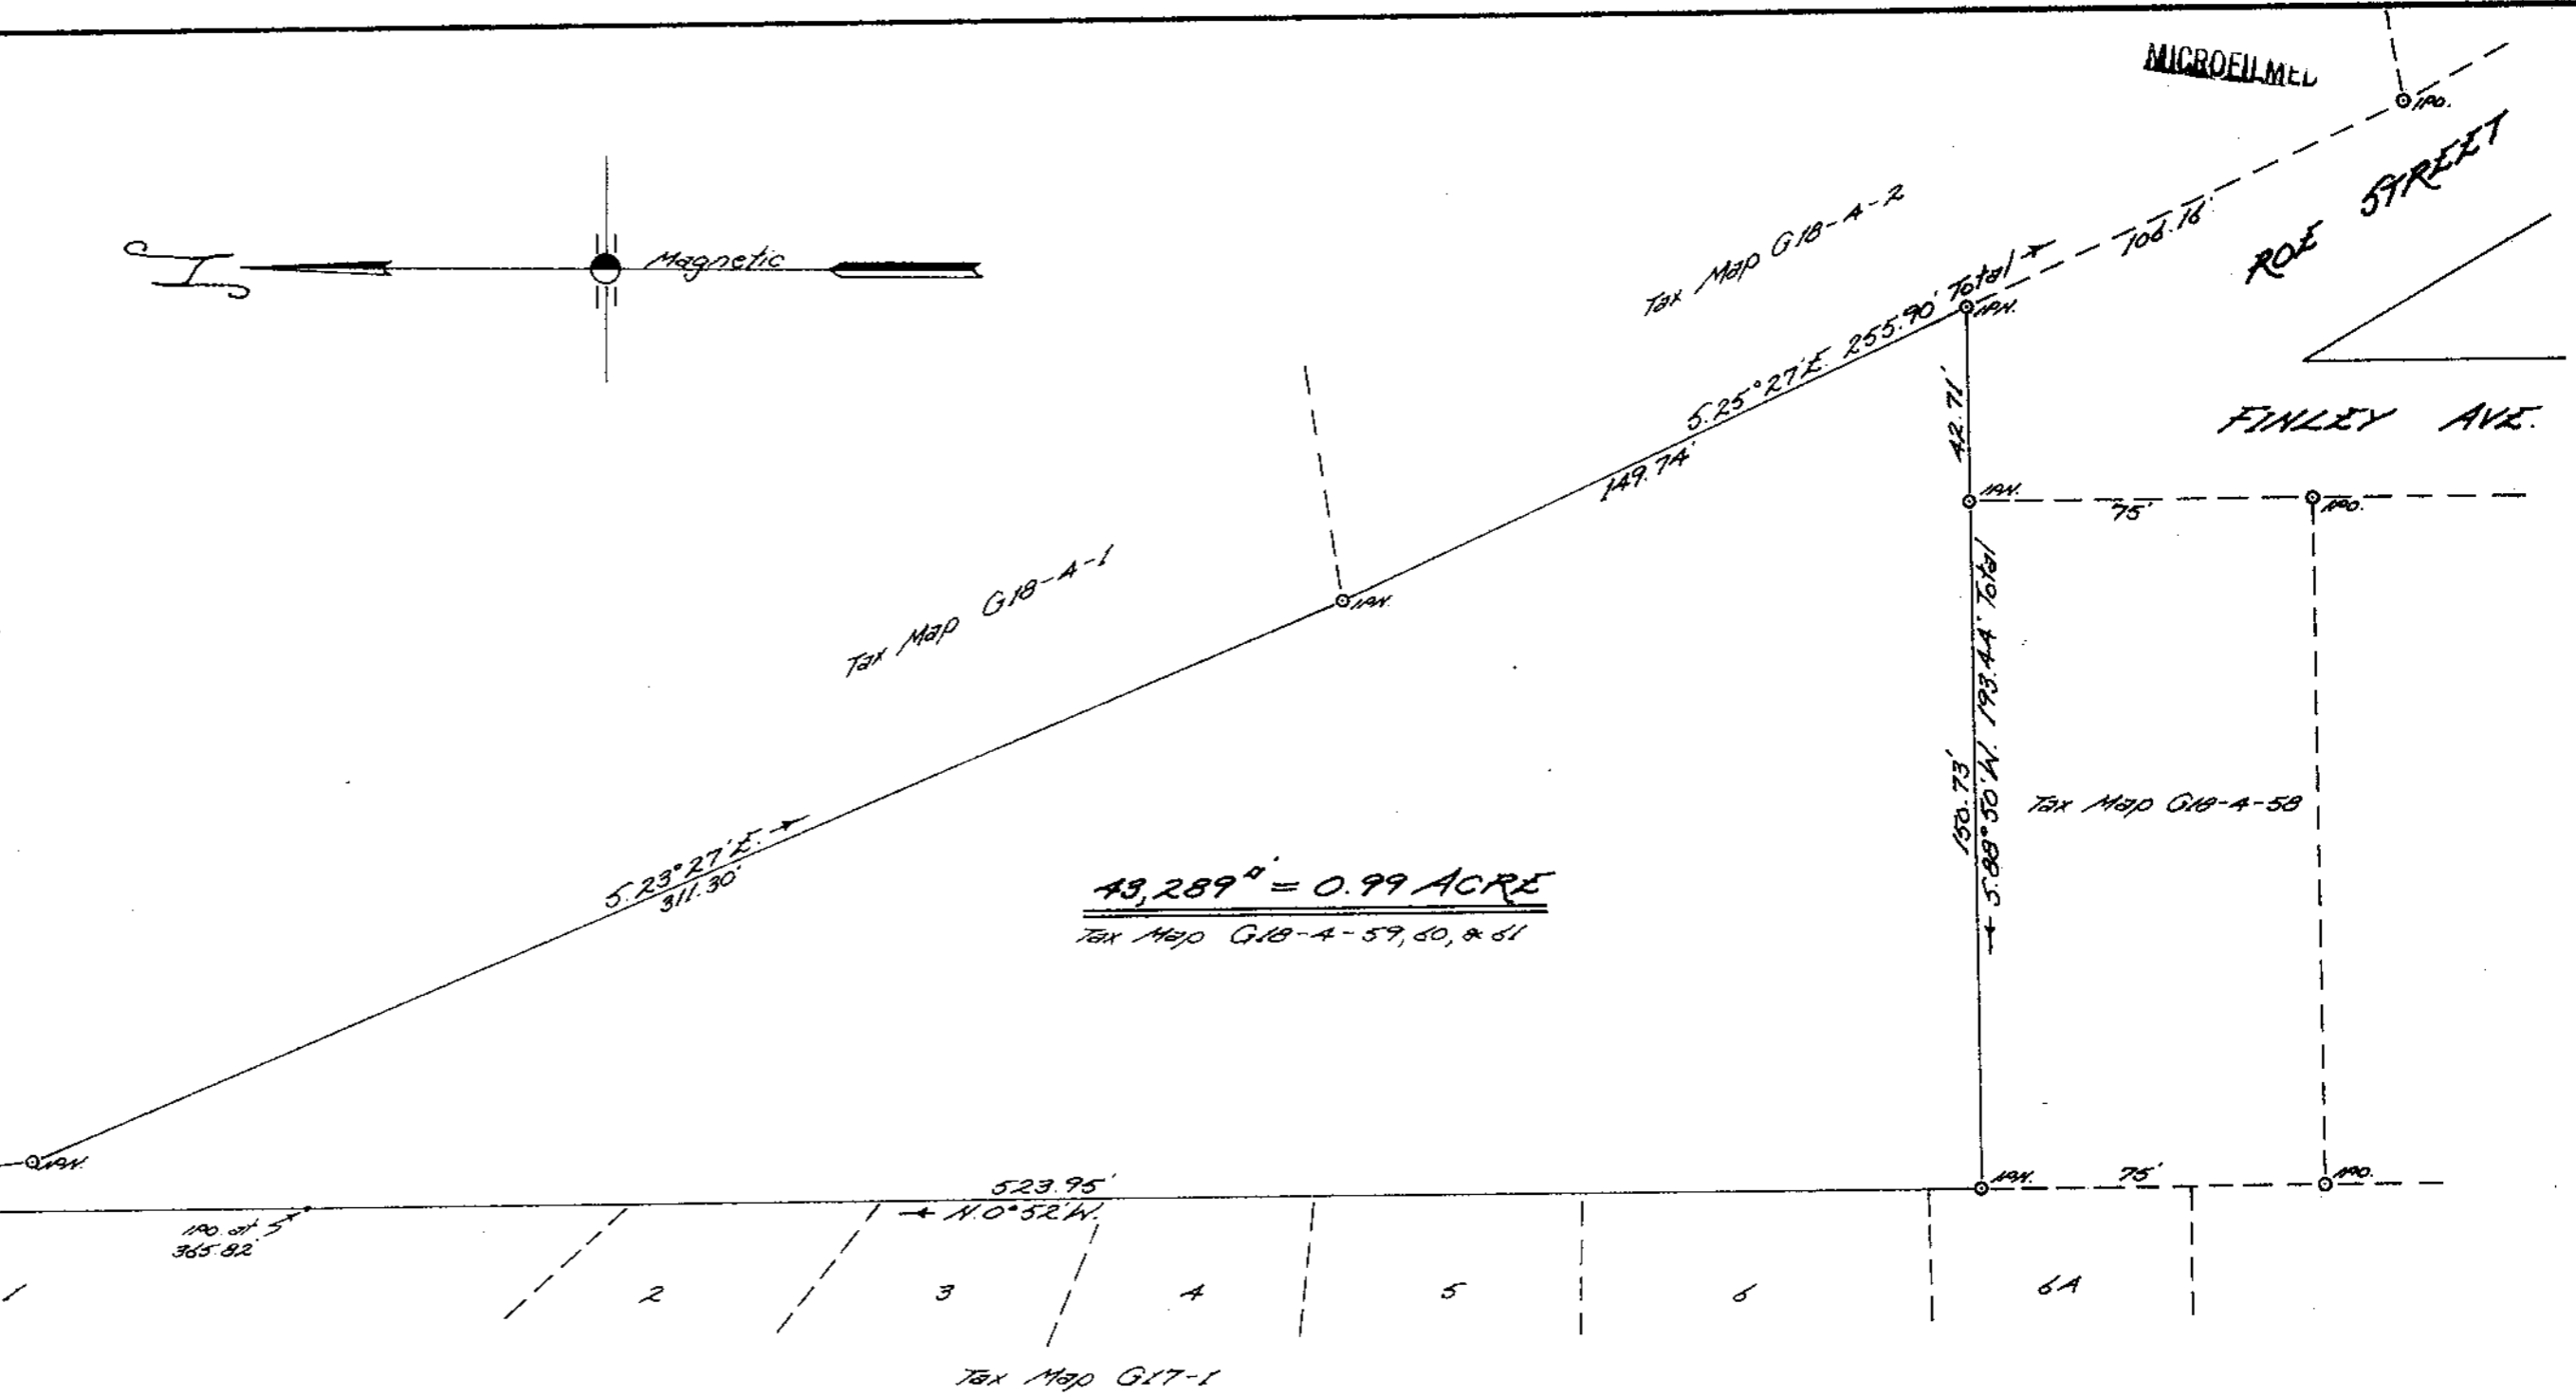 MICROFILMED
IPO.
ROE STREET
106.16'
N
Magnetic
Tax Map G18-A-2
S.25°27'E. 255.90' Total
IPN.
149.74'
42.71'
FINLEY AVE.
IPN.
75'
IPO.
Tax Map G18-4-1
IPN.
150.73'
S.88°50'W. 193.44' Total
Tax Map G18-4-58
S.23°27'E.
311.30'
43,289 = 0.99 ACRE
Tax Map G18-4-59, 60, & 61
IPN.
523.95'
N.0°52'W.
IPN.
75'
IPO.
IPO. at
365.82'
1
2
3
4
5
6
6A
Tax Map G17-1